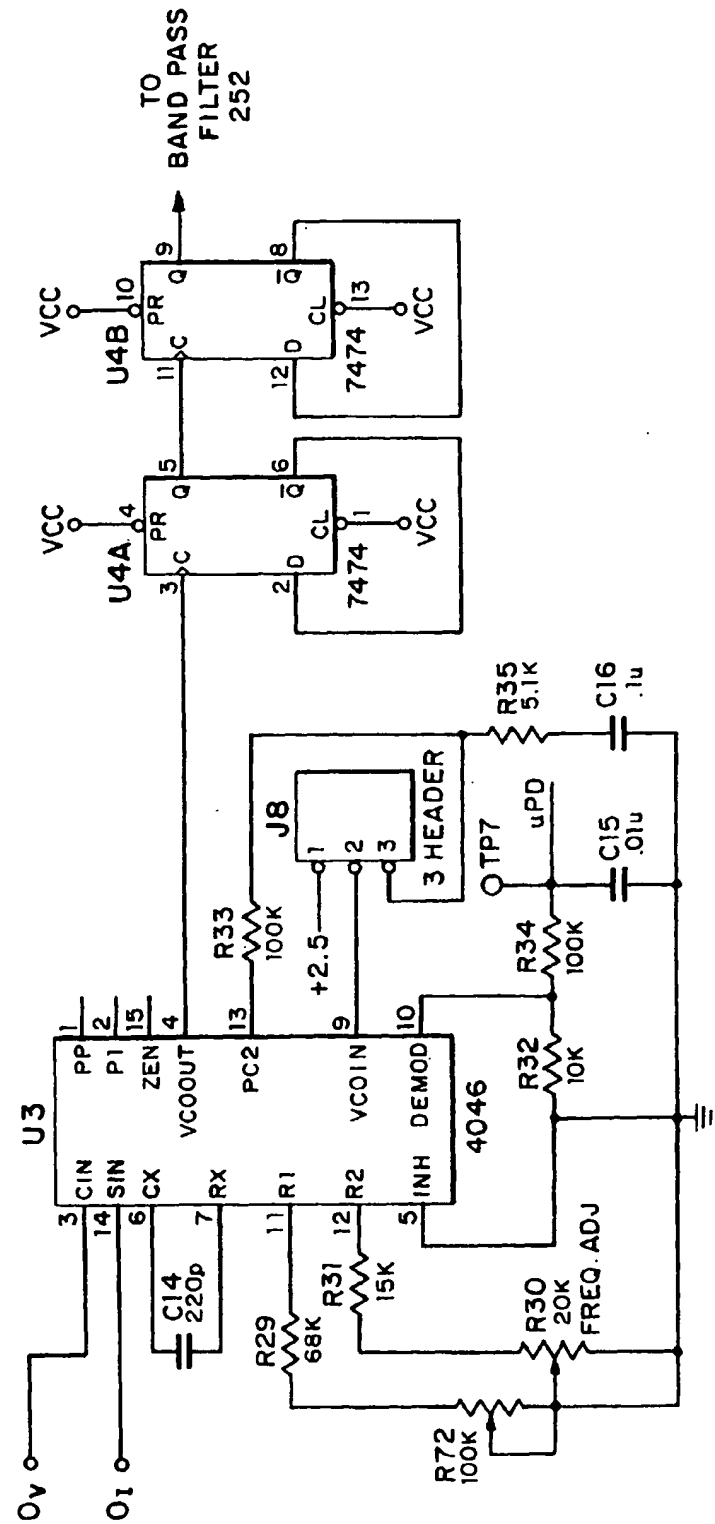 OV
OI
U3
3 CIN
14 SIN
6 CX
7 RX
11 R1
12 R2
5 INH
PP 1
P1 2
ZEN 15
VCOOUT 4
PC2 13
VCOIN 9
DEMOD 10
4046
C14
220p
R29
68K
R31
15K
R72
100K
R30
20K
FREQ. ADJ
R33
100K
+2.5
J8
1
2
3
3 HEADER
R32
10K
R34
100K
TP7
uPD
C15
.01u
R35
5.1K
C16
.1u
VCC
U4A
4
PR
3 C
Q 5
2 D
Q̅ 6
CL
1
7474
VCC
VCC
U4B
10
PR
11 C
Q 9
12 D
Q̅ 8
CL
13
7474
VCC
TO
BAND PASS
FILTER
252